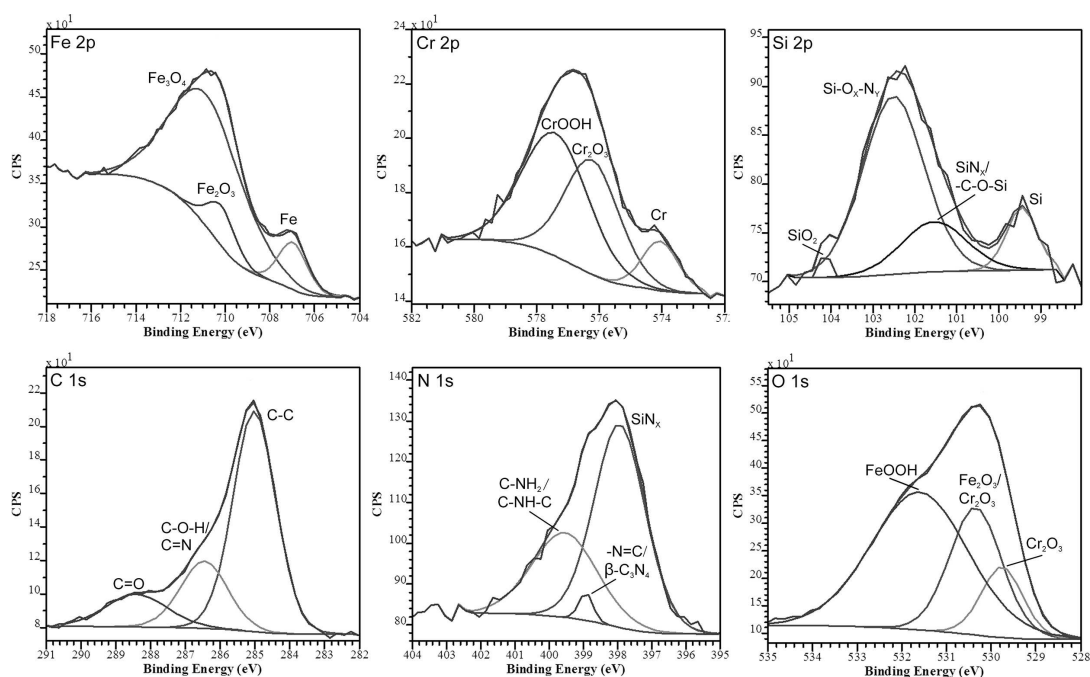 x 10¹
Fe 2p
50
45
40
35
30
25
CPS
Fe₃O₄
Fe₂O₃
Fe
718 716 714 712 710 708 706 704
Binding Energy (eV)
x 10¹
Cr 2p
24
22
20
18
16
14
CPS
CrOOH
Cr₂O₃
Cr
582 580 578 576 574 57
Binding Energy (eV)
Si 2p
95
90
85
80
75
70
CPS
Si-Oₓ-Nᵧ
SiNₓ/
-C-O-Si
Si
SiO₂
105 104 103 102 101 100 99
Binding Energy (eV)
x 10¹
C 1s
22
20
18
16
14
12
10
8
CPS
C-C
C-O-H/
C=N
C=O
291 290 289 288 287 286 285 284 283 282
Binding Energy (eV)
N 1s
140
130
120
110
100
90
80
CPS
SiNₓ
C-NH₂/
C-NH-C
-N=C/
β-C₃N₄
404 403 402 401 400 399 398 397 396 395
Binding Energy (eV)
x 10¹
O 1s
55
50
45
40
35
30
25
20
15
10
CPS
FeOOH
Fe₂O₃/
Cr₂O₃
Cr₂O₃
535 534 533 532 531 530 529 528
Binding Energy (eV)